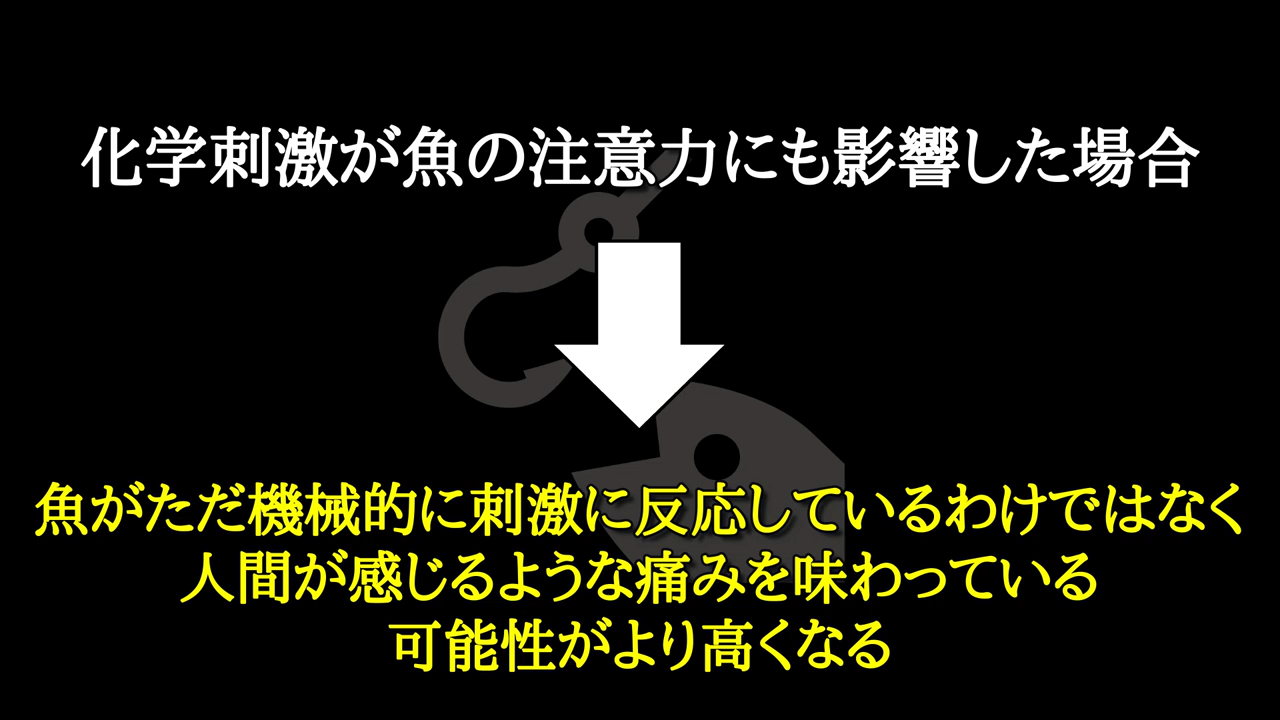 化学刺激が魚の注意力にも影響した場合
魚がただ機械的に刺激に反応しているわけではなく
人間が感じるような痛みを味わっている
可能性がより高くなる